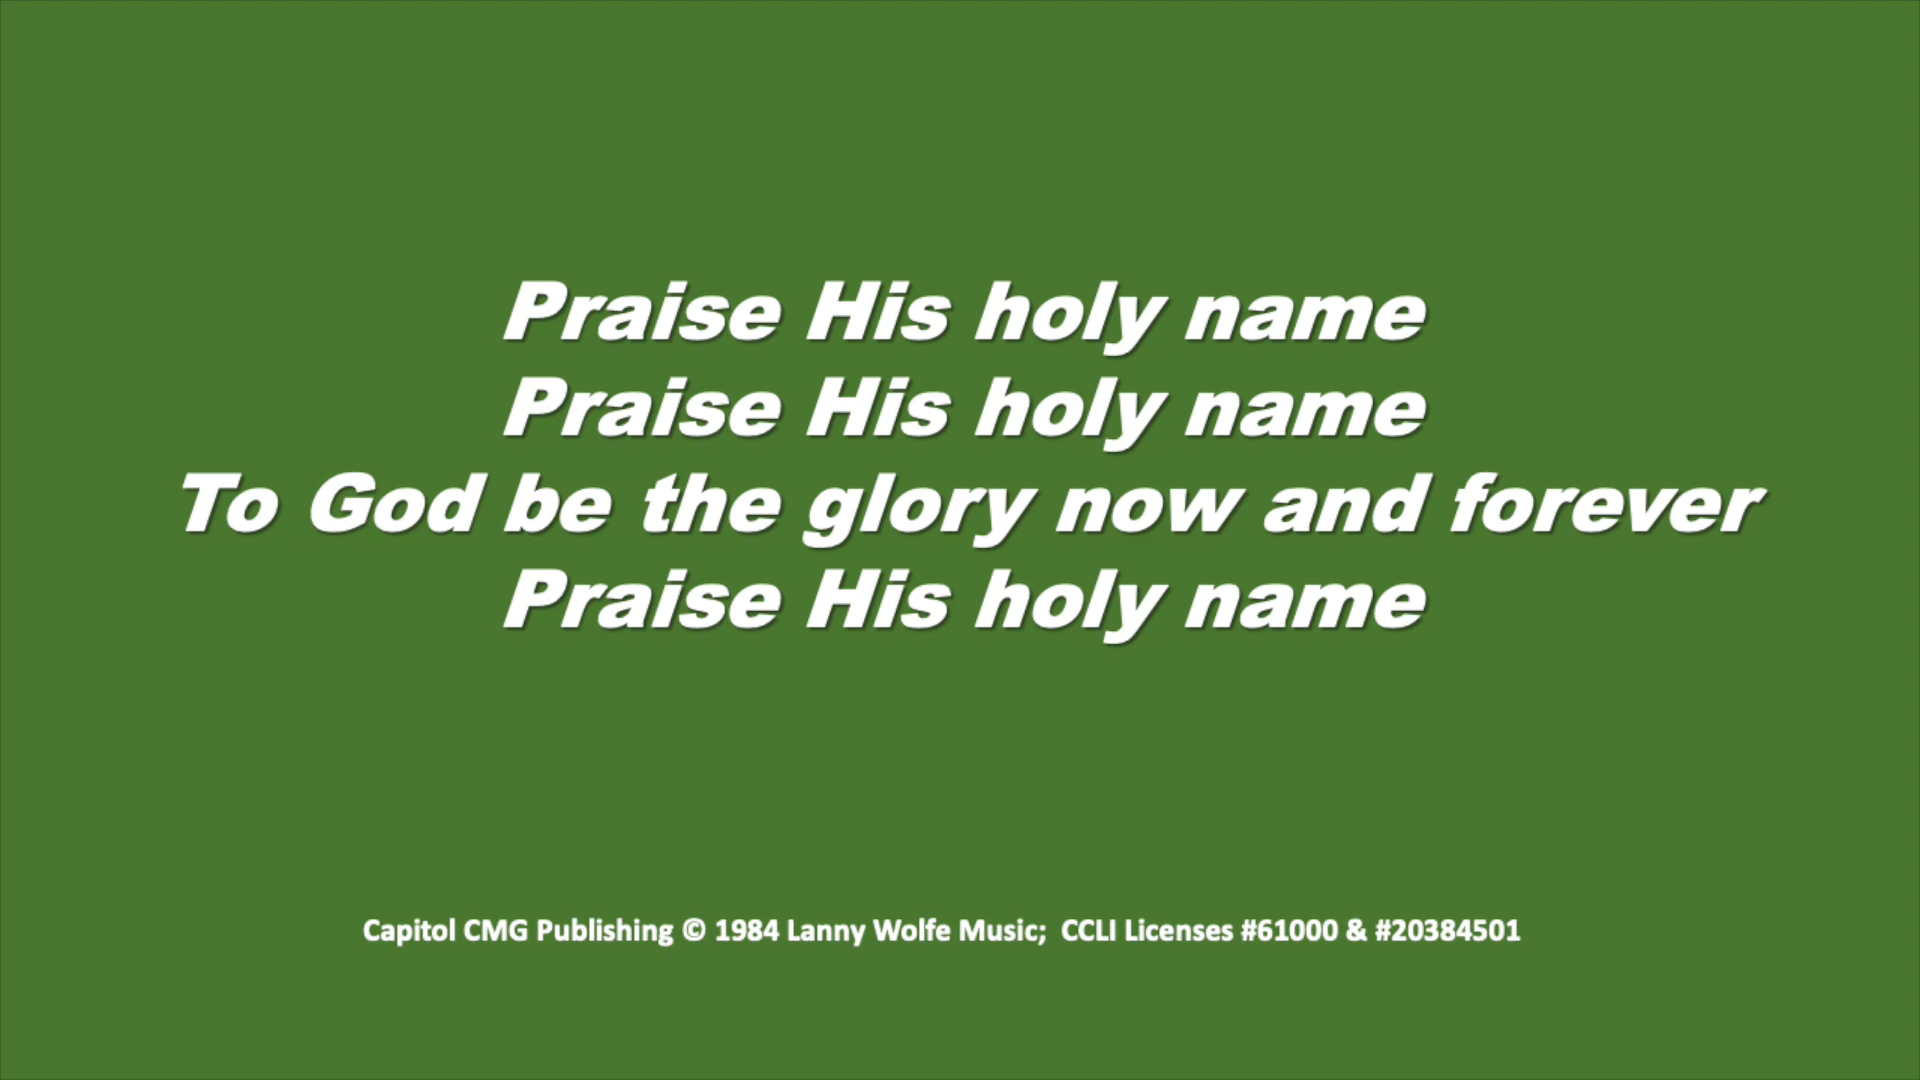 Praise His holy name
Praise His holy name
To God be the glory now and forever
Praise His holy name
Capitol CMG Publishing © 1984 Lanny Wolfe Music;  CCLI Licenses #61000 & #20384501